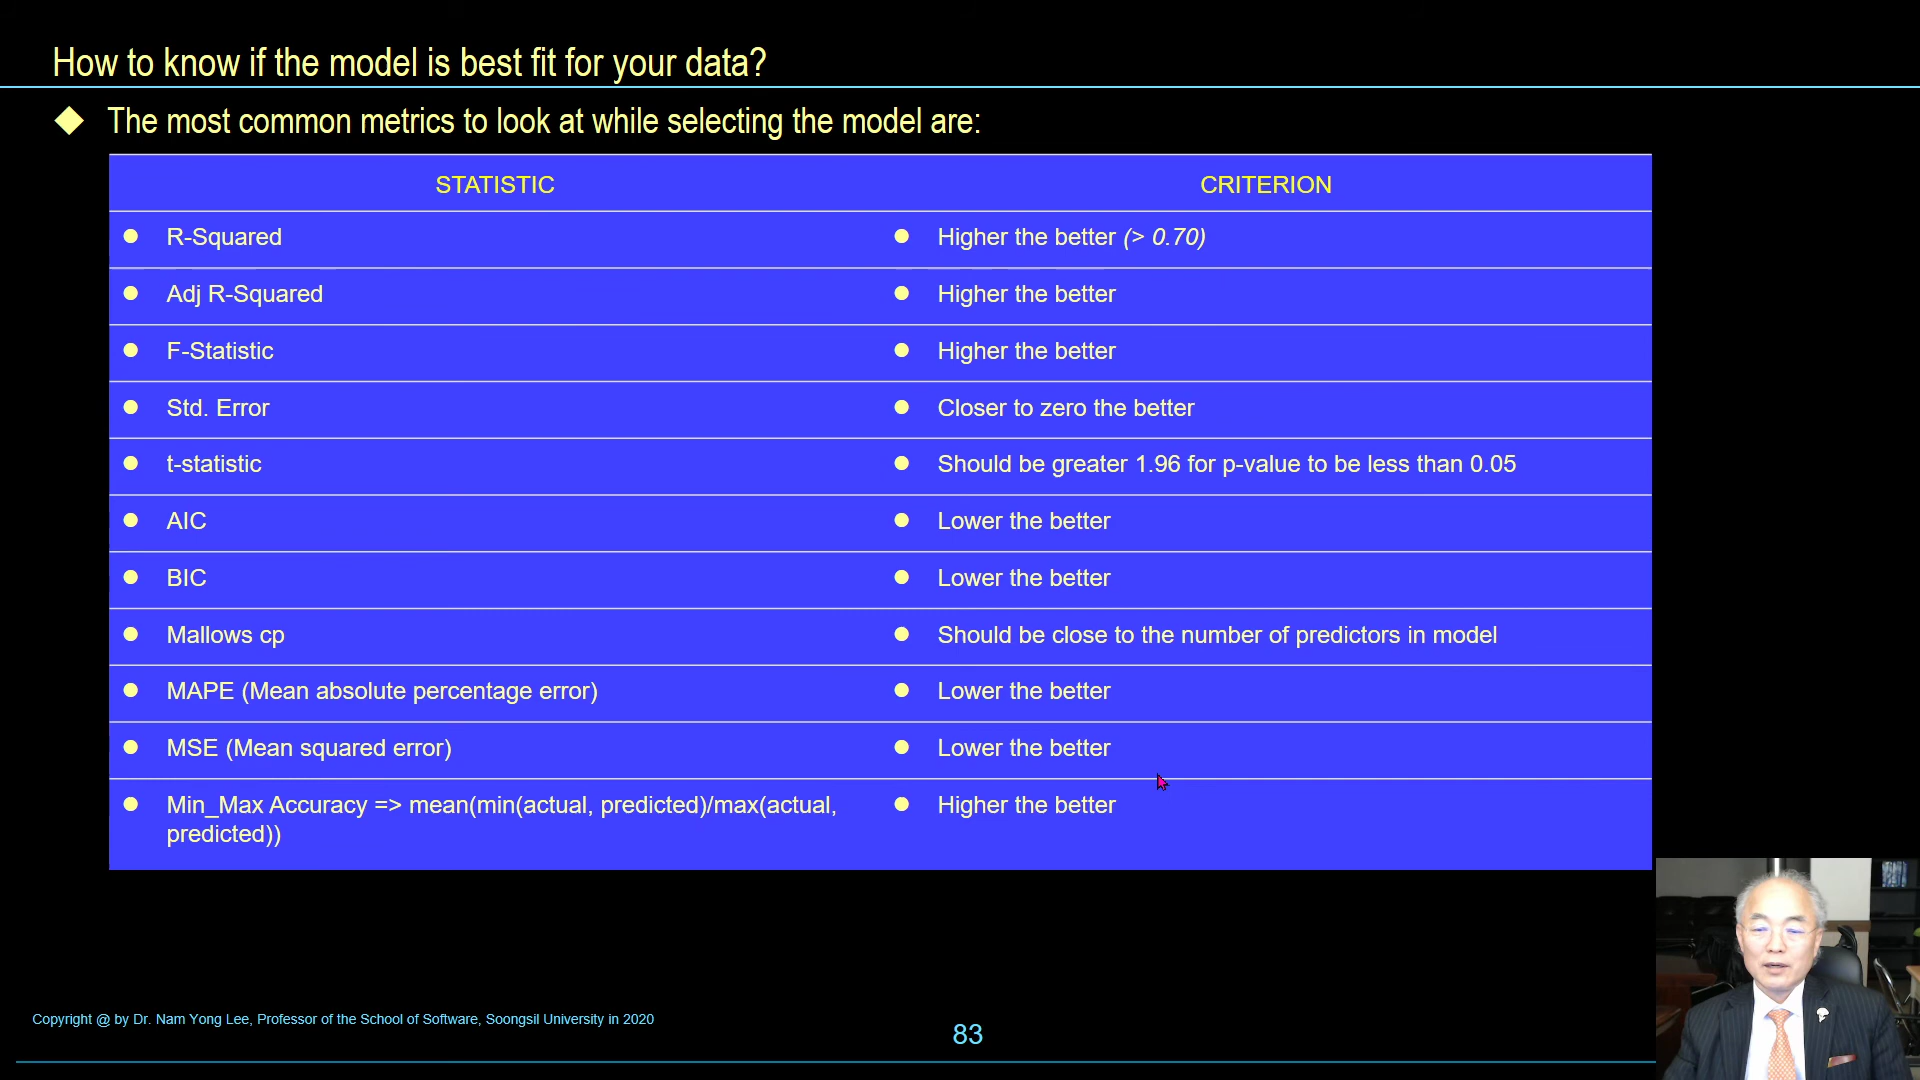 How to know if the model is best fit for your data?
The most common metrics to look at while selecting the model are:
STATISTIC CRITERION
R-Squared Higher the better (> 0.70)
Adj R-Squared Higher the better
F-Statistic Higher the better
Std. Error Closer to zero the better
t-statistic Should be greater 1.96 for p-value to be less than 0.05
AIC Lower the better
BIC Lower the better
Mallows cp Should be close to the number of predictors in model
MAPE (Mean absolute percentage error) Lower the better
MSE (Mean squared error) Lower the better
Min_Max Accuracy => mean(min(actual, predicted)/max(actual, Higher the better
predicted))
Copyright @ by Dr. Nam Yong Lee, Professor of the School of Software, Soongsil University in 2020
83